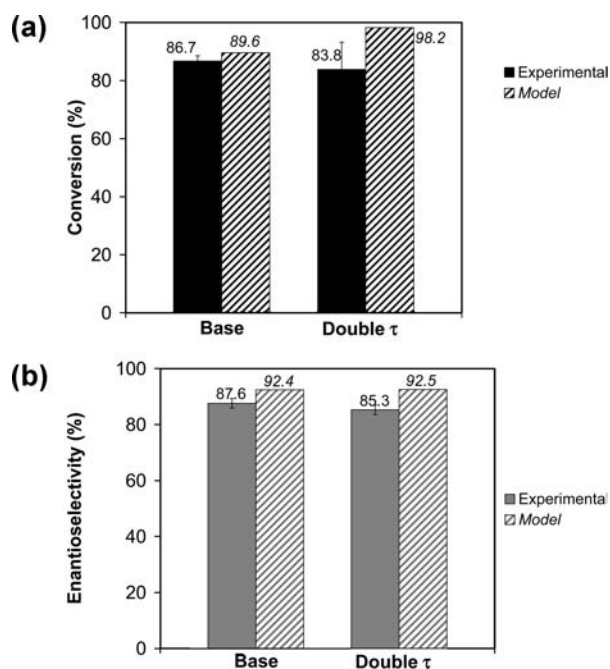 (a)
100
80
60
40
20
0
Conversion (%)
86.7
89.6
83.8
98.2
Base
Double τ
Experimental
Model
(b)
100
80
60
40
20
0
Enantioselectivity (%)
87.6
92.4
85.3
92.5
Base
Double τ
Experimental
Model